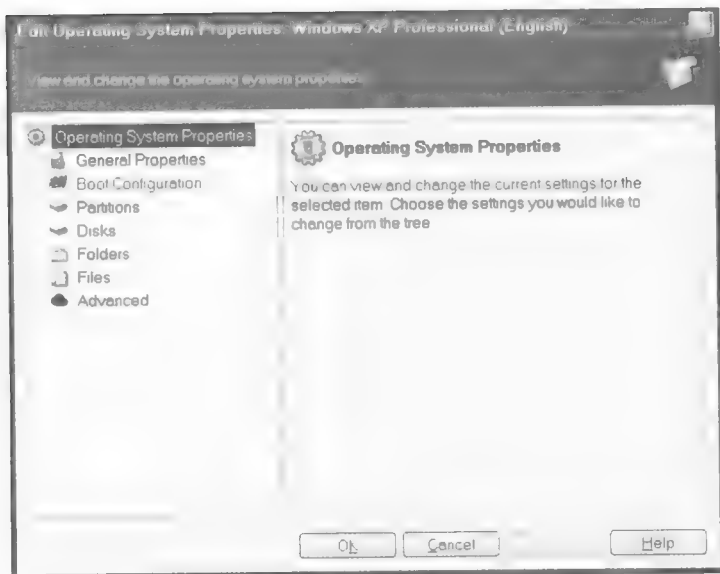 Edit Operating System Properties: Windows XP Professional (English)
View and change the operating system properties
Operating System Properties
General Properties
Boot Configuration
Partitions
Disks
Folders
Files
Advanced
Operating System Properties
You can view and change the current settings for the
selected item. Choose the settings you would like to
change from the tree
OK
Cancel
Help